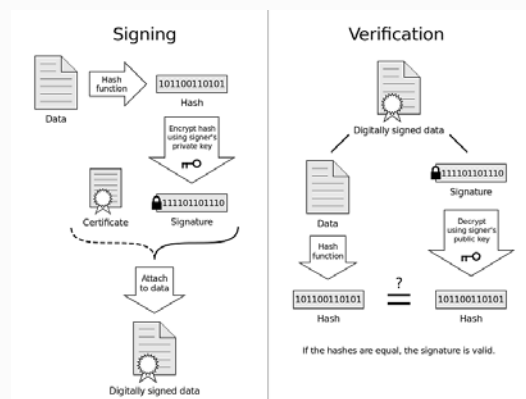 Signing
Hash
function
101100110101
Data
Hash
Encrypt hash
using signer's
private key
111101101110
Certificate
Signature
Attach
to data
Digitally signed data
Verification
Digitally signed data
111101101110
Signature
Data
Hash
function
Decrypt
using signer's
public key
?
101100110101
=
101100110101
Hash
Hash
If the hashes are equal, the signature is valid.